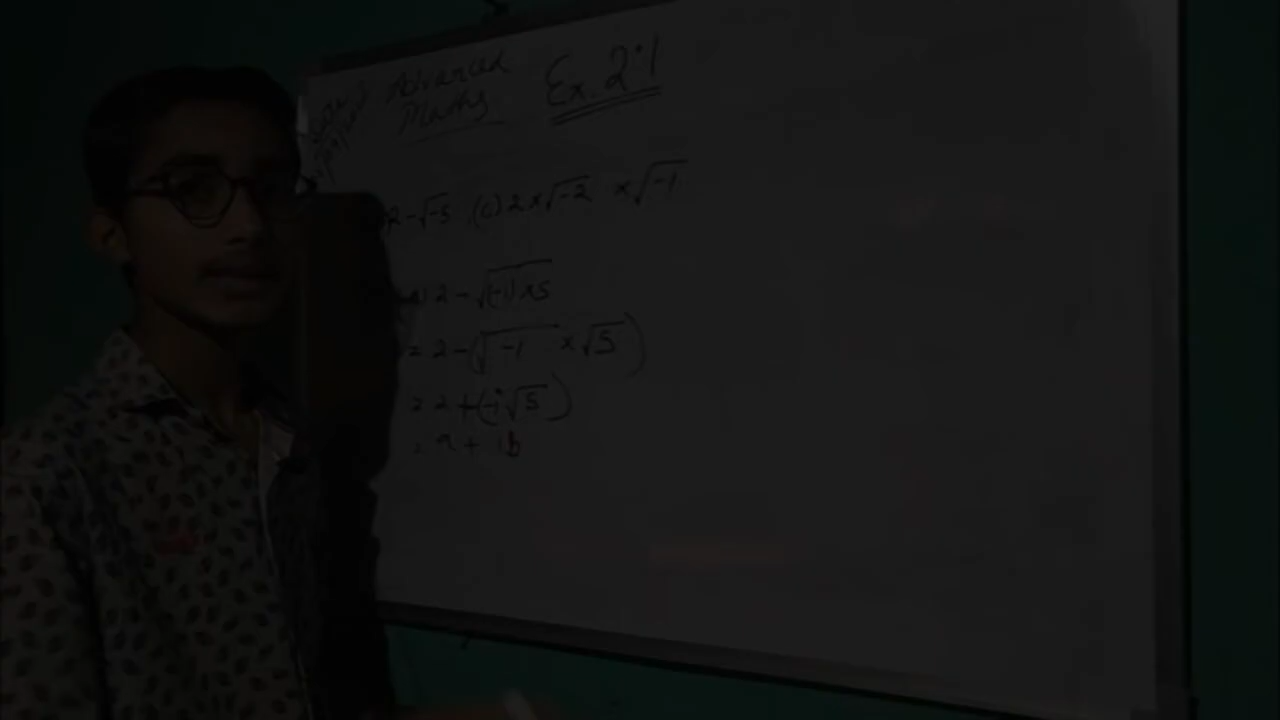 Advanced Ex. 2.1
Maths
2-√-5 (c) 2×√-2 ×√-1
2 - √(-1)×5
= 2-(√-1 ×√5)
= 2+(-i√5)
= a + ib